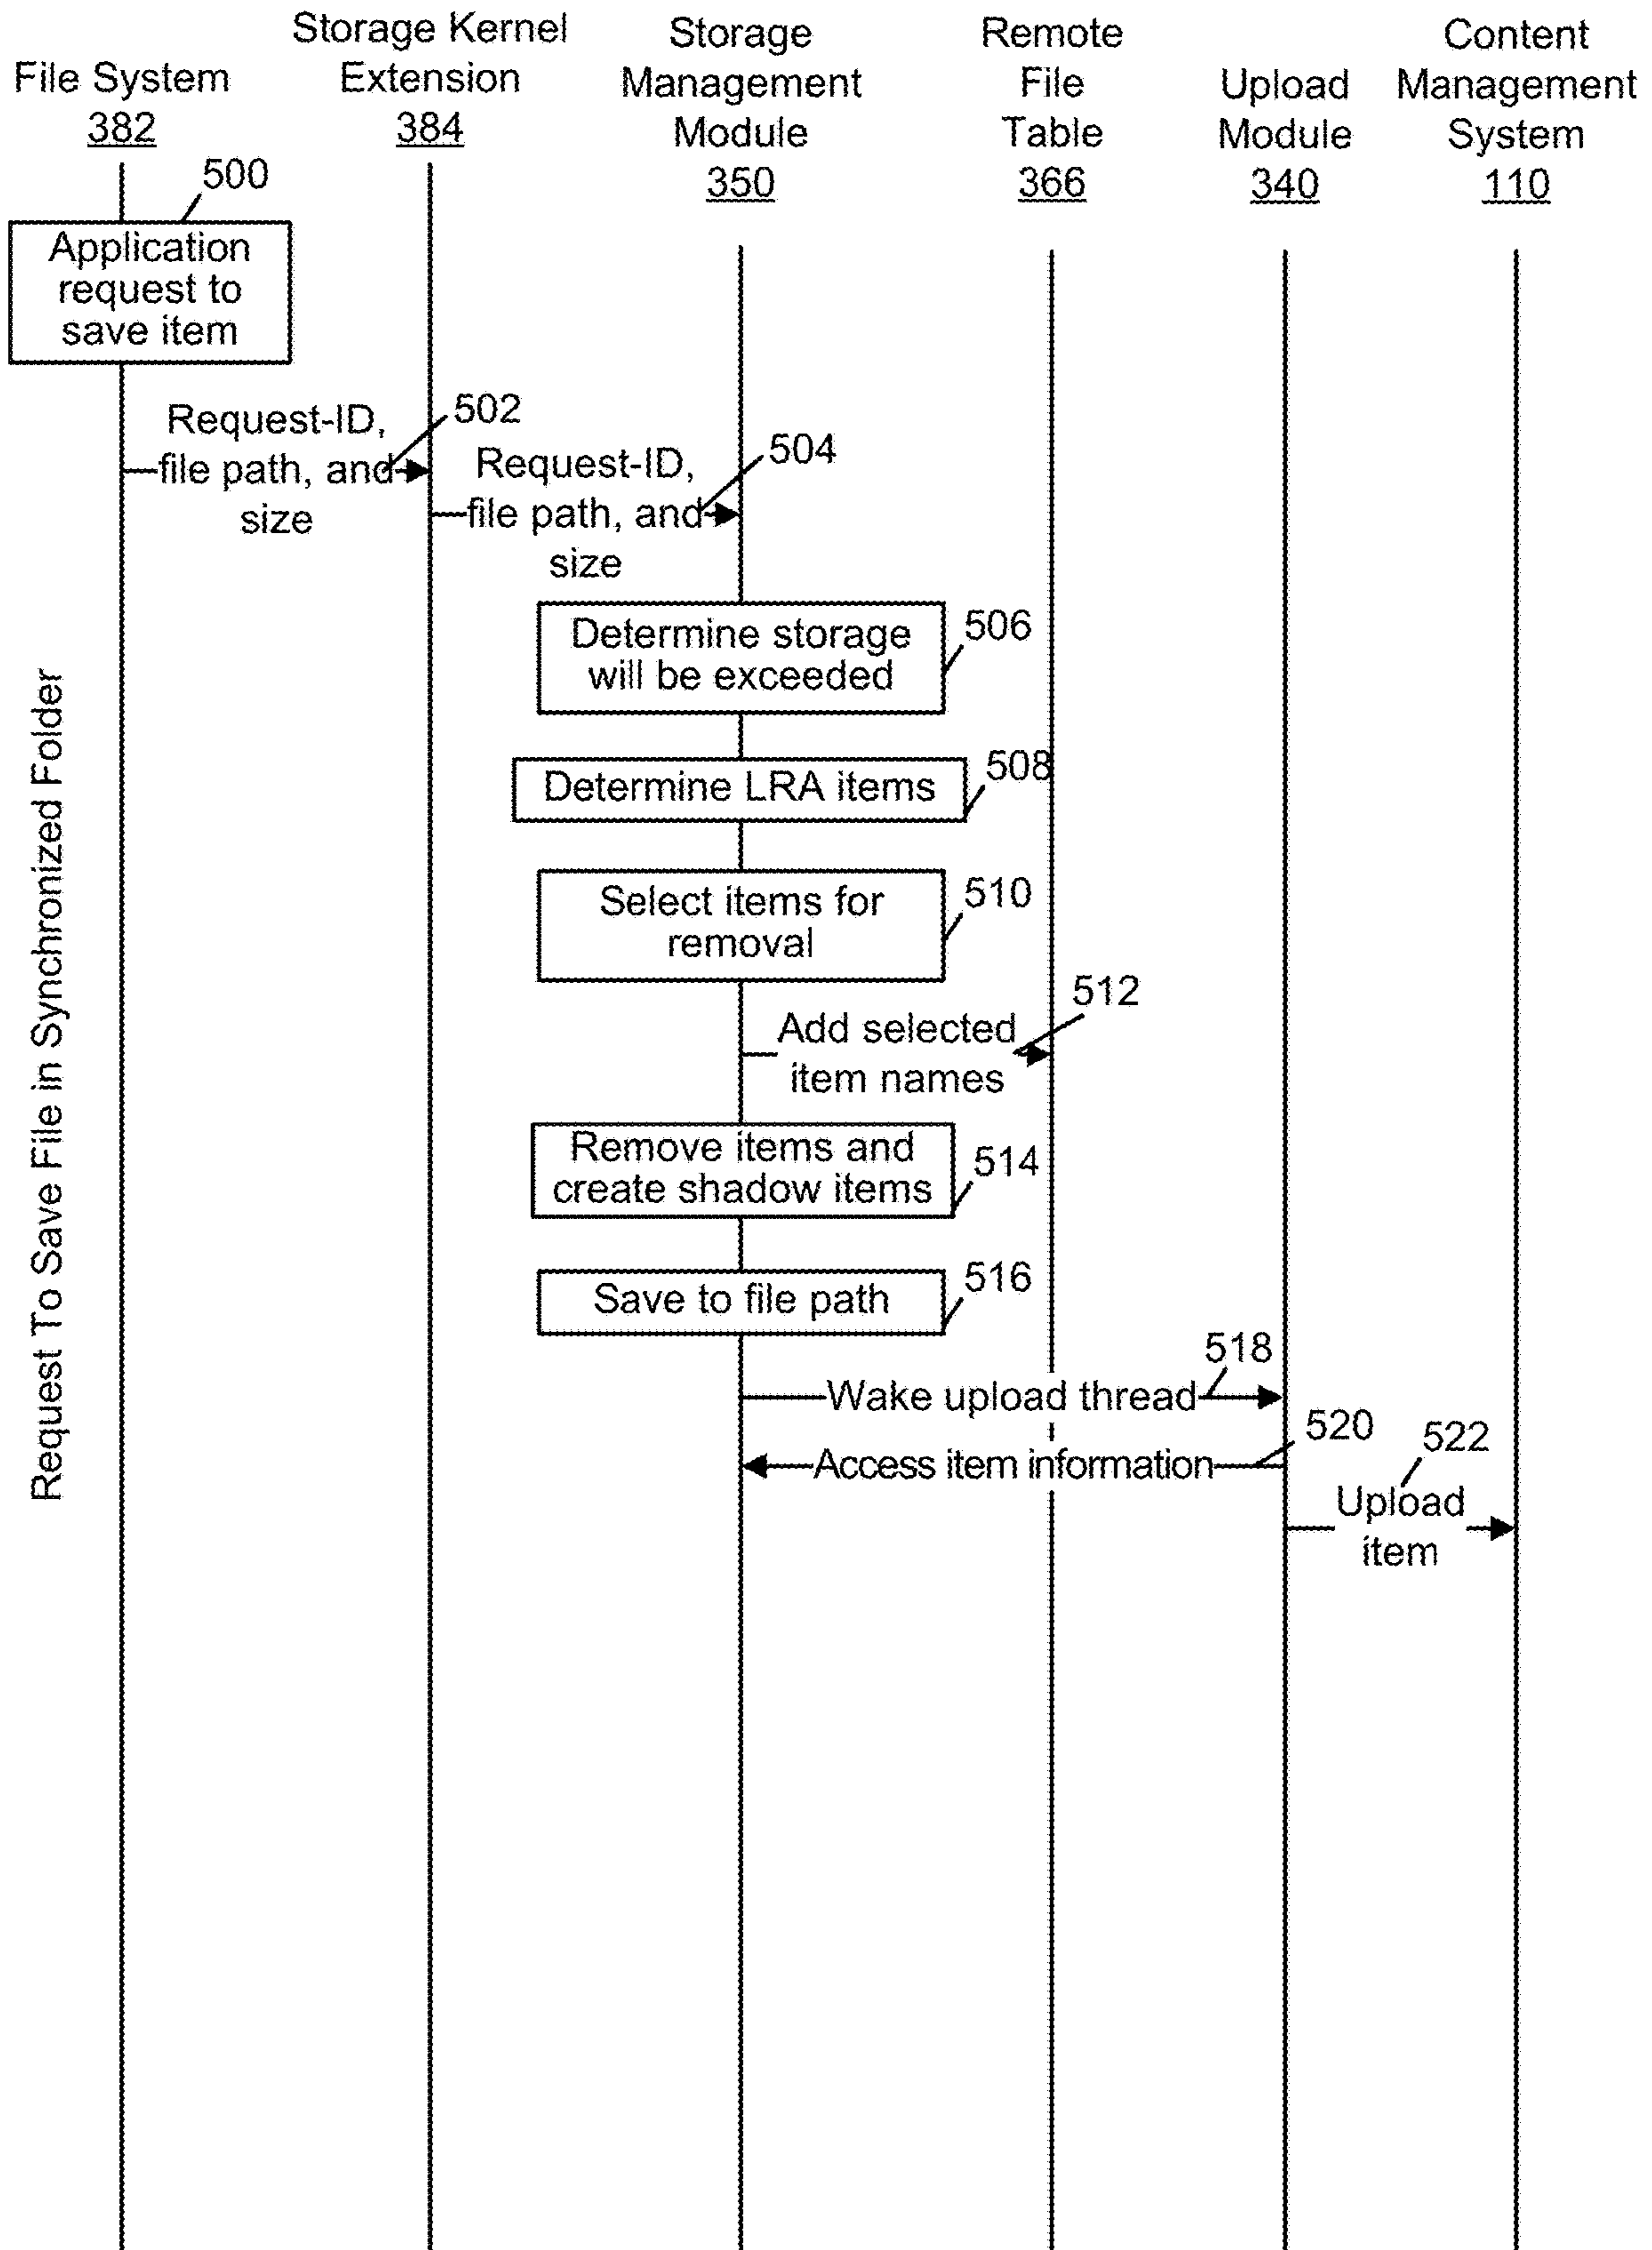 File System
382
Storage Kernel
Extension
384
Storage
Management
Module
350
Remote
File
Table
366
Upload
Module
340
Content
Management
System
110
500
Application
request to
save item
Request-ID,
file path, and
size
502
Request-ID,
file path, and
size
504
Determine storage
will be exceeded
506
Determine LRA items
508
Select items for
removal
510
Add selected
item names
512
Remove items and
create shadow items
514
Save to file path
516
Wake upload thread
518
Access item information
520
Upload
item
522
Request To Save File in Synchronized Folder